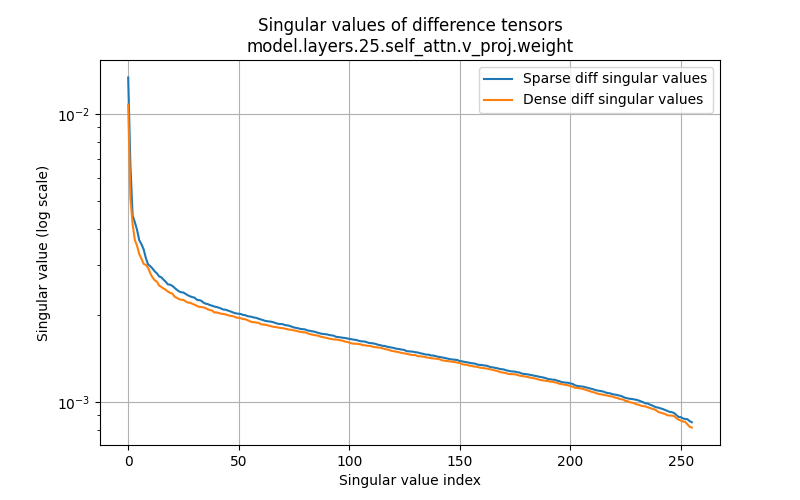 Singular values of difference tensors
model.layers.25.self_attn.v_proj.weight
Sparse diff singular values
Dense diff singular values
Singular value (log scale)
10⁻²
10⁻³
0 50 100 150 200 250
Singular value index